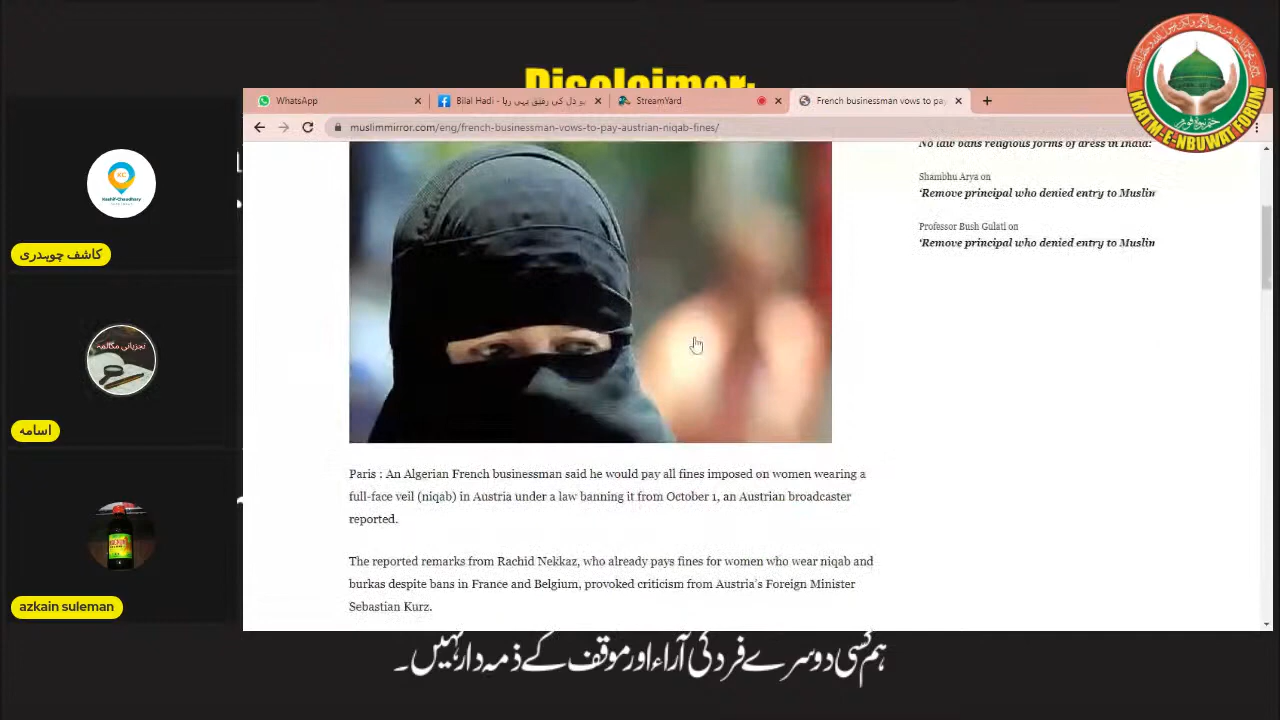 Disclaimer:
WhatsApp
Bilal Hadi
StreamYard
French businessman vows to pa
muslimmirror.com/eng/french-businessman-vows-to-pay-austrian-niqab-fines/
KHATM-E-NBUWAT FORUM
No law bans religious forms of dress in India:
Shambhu Arya on
‘Remove principal who denied entry to Muslim
Professor Bush Gulati on
‘Remove principal who denied entry to Muslim
KC
Kashif-Chaudhary
کاشف چوہدری
تجزیاتی مکالمہ
اسامہ
azkain suleman
Paris : An Algerian French businessman said he would pay all fines imposed on women wearing a
full-face veil (niqab) in Austria under a law banning it from October 1, an Austrian broadcaster
reported.
The reported remarks from Rachid Nekkaz, who already pays fines for women who wear niqab and
burkas despite bans in France and Belgium, provoked criticism from Austria’s Foreign Minister
Sebastian Kurz.
ہم کسی دوسرے فرد کی آراء اور موقف کے ذمہ دار نہیں۔